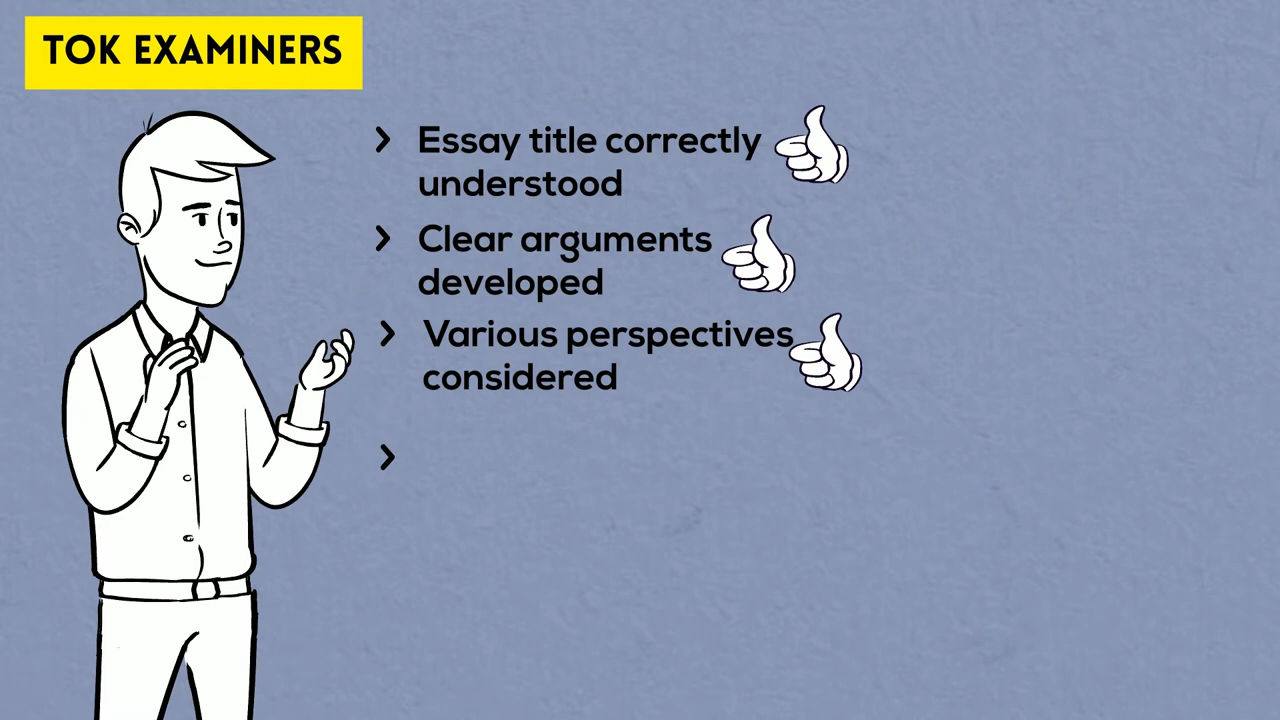 TOK EXAMINERS
> Essay title correctly
understood
> Clear arguments
developed
> Various perspectives
considered
>